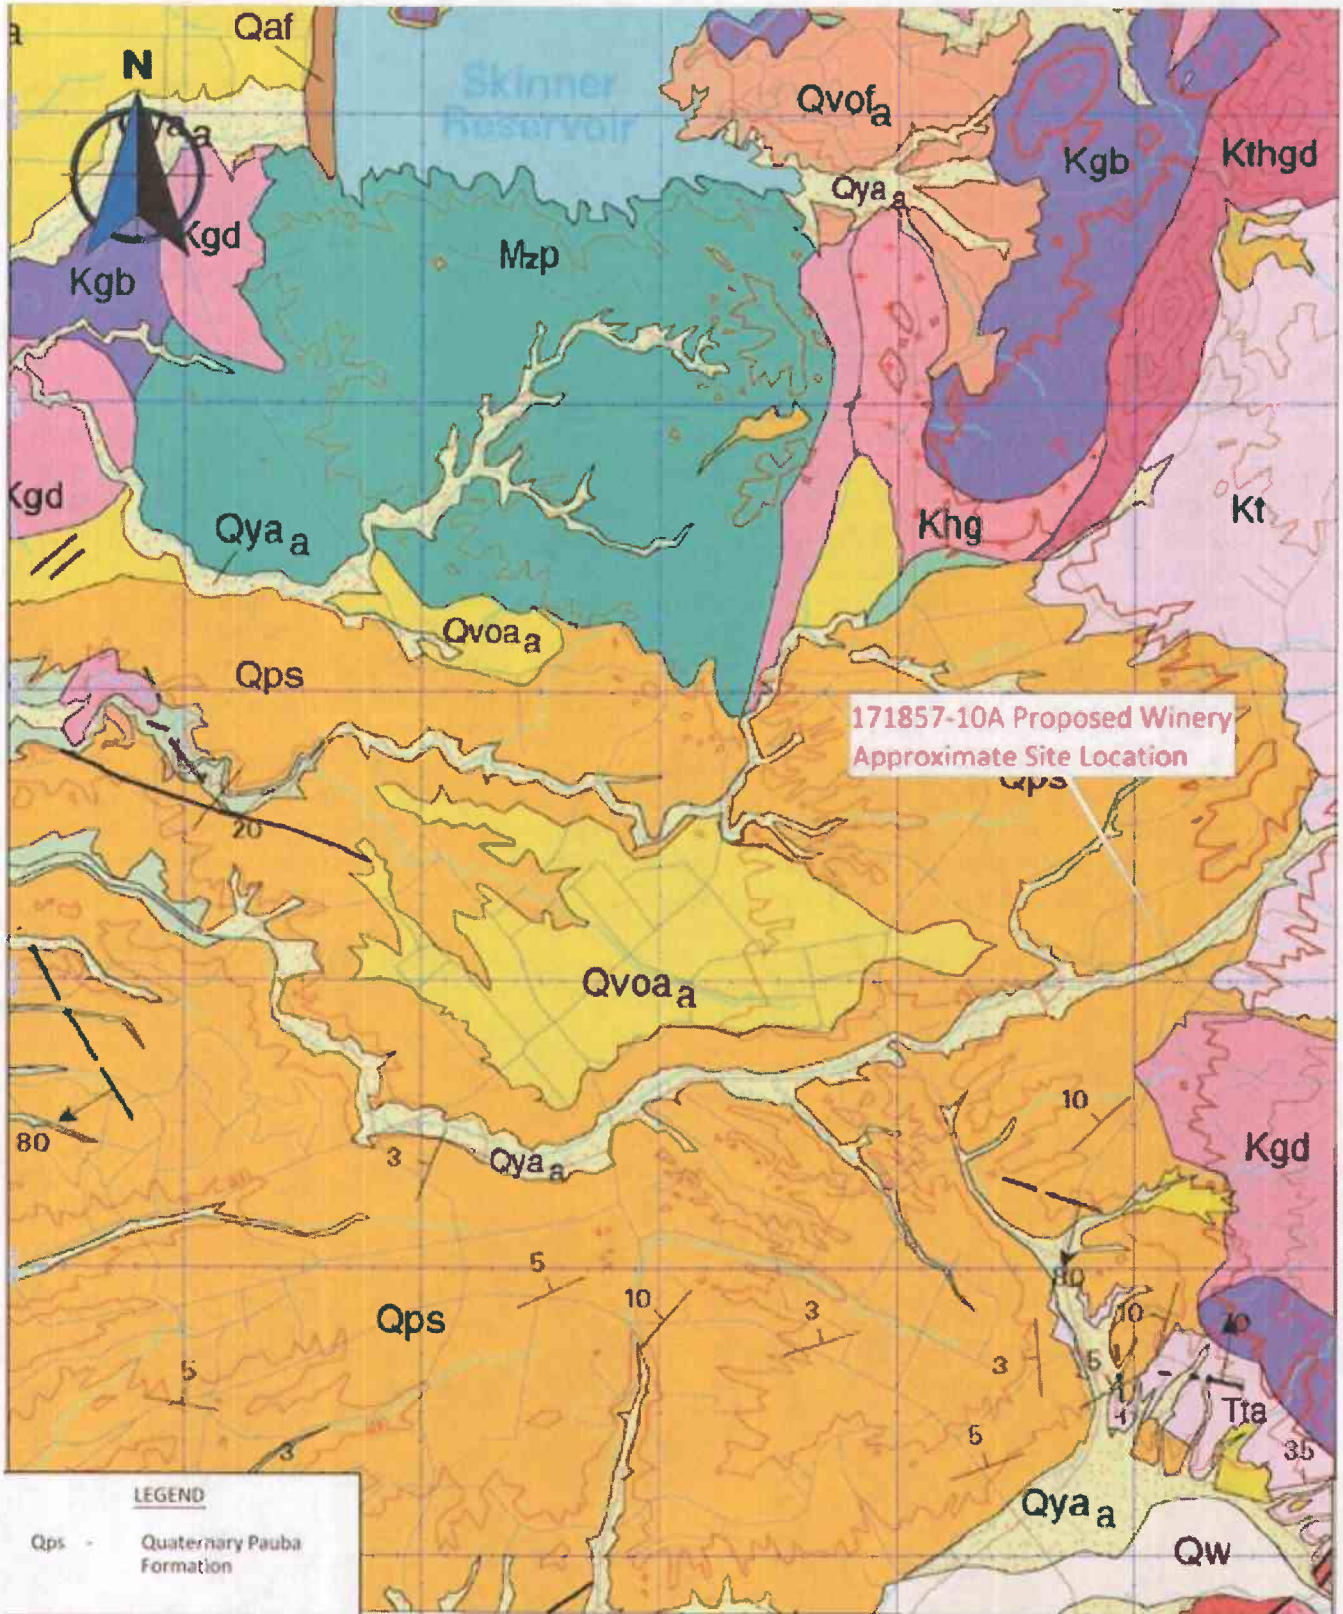 a
Qaf
N
Skinner
Reservoir
Qvofa
Kgb
Kthgd
Qyaa
Kgd
Mzp
Kgb
Kgd
Qyaa
Khg
Kt
Qvoaa
Qps
171857-10A Proposed Winery
Approximate Site Location
Qps
20
Qvoaa
10
80
3
Qyaa
Kgd
5
10
3
80
Qps
10
3
5
5
Tta
5
35
3
LEGEND
Qyaa
Qps - Quaternary Pauba
Formation
Qw